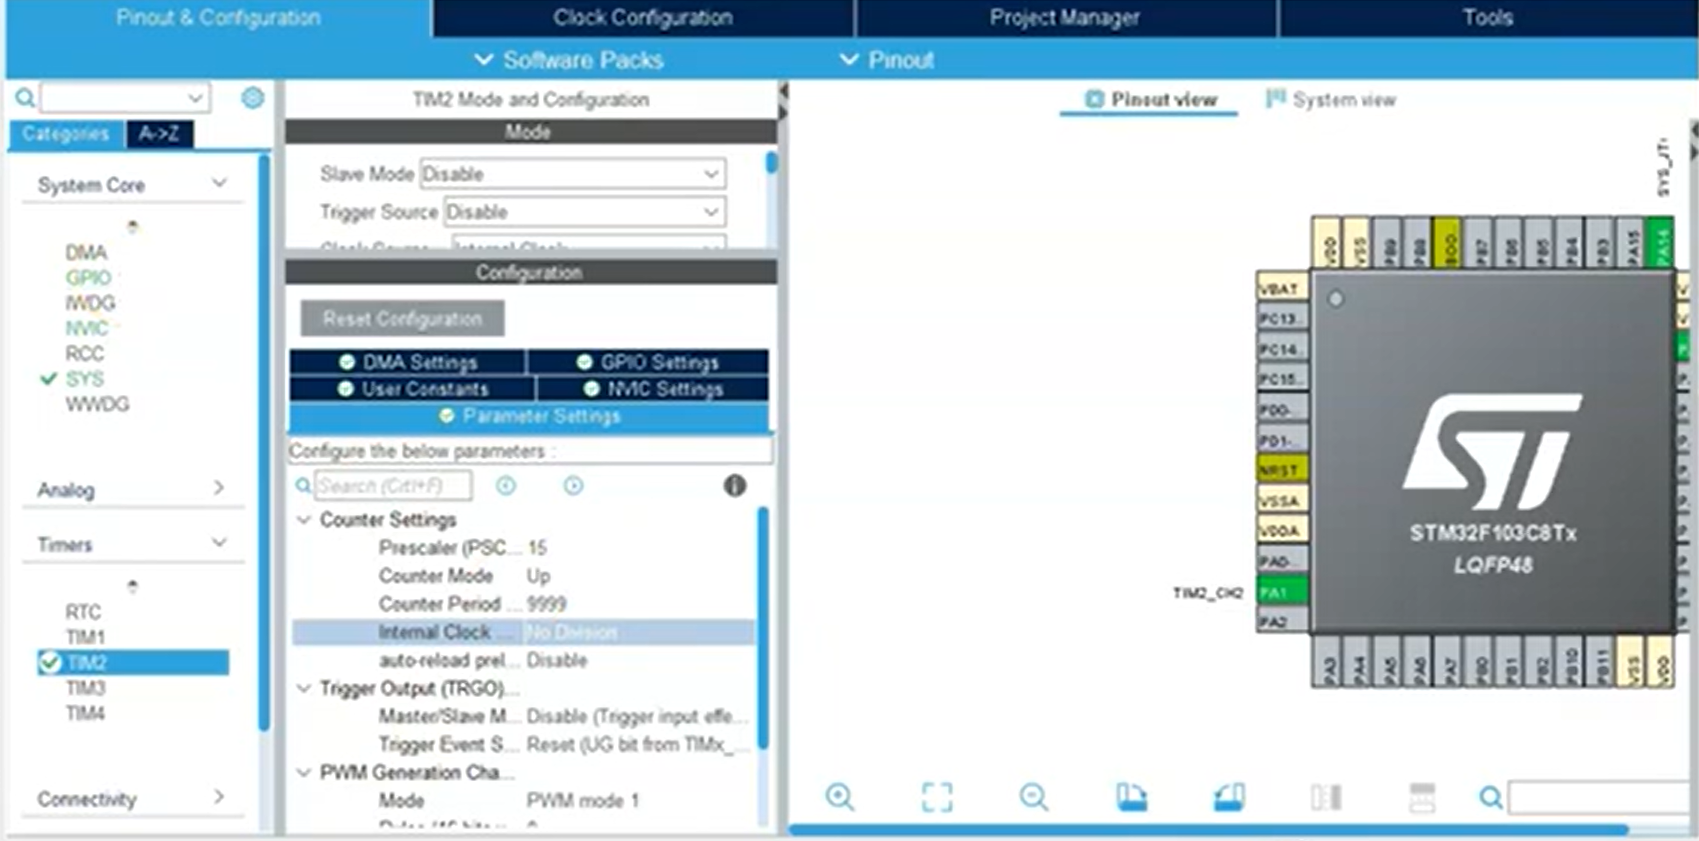 Pinout & Configuration
Clock Configuration
Project Manager
Tools
Software Packs
Pinout
Categories
A->Z
System Core
DMA
GPIO
IWDG
NVIC
RCC
SYS
WWDG
Analog
Timers
RTC
TIM1
TIM2
TIM3
TIM4
Connectivity
TIM2 Mode and Configuration
Mode
Slave Mode Disable
Trigger Source Disable
Clock Source Internal Clock
Configuration
Reset Configuration
DMA Settings
GPIO Settings
User Constants
NVIC Settings
Parameter Settings
Configure the below parameters :
Search (Ctrl+F)
Counter Settings
Prescaler (PSC... 15
Counter Mode Up
Counter Period ... 9999
Internal Clock ... No Division
auto-reload prel... Disable
Trigger Output (TRGO)...
Master/Slave M... Disable (Trigger input effe...
Trigger Event S... Reset (UG bit from TIMx_...
PWM Generation Cha...
Mode PWM mode 1
Pinout view
System view
VDD
VSS
PB9
PB8
BOO..
PB7
PB6
PB5
PB4
PB3
PA15
PA14
VBAT
PC13..
PC14..
PC15..
PD0-..
PD1-..
NRST
VSSA
VDDA
PA0-..
TIM2_CH2 PA1
PA2
ST
STM32F103C8Tx
LQFP48
PA3
PA4
PA5
PA6
PA7
PB0
PB1
PB2
PB10
PB11
VSS
VDD